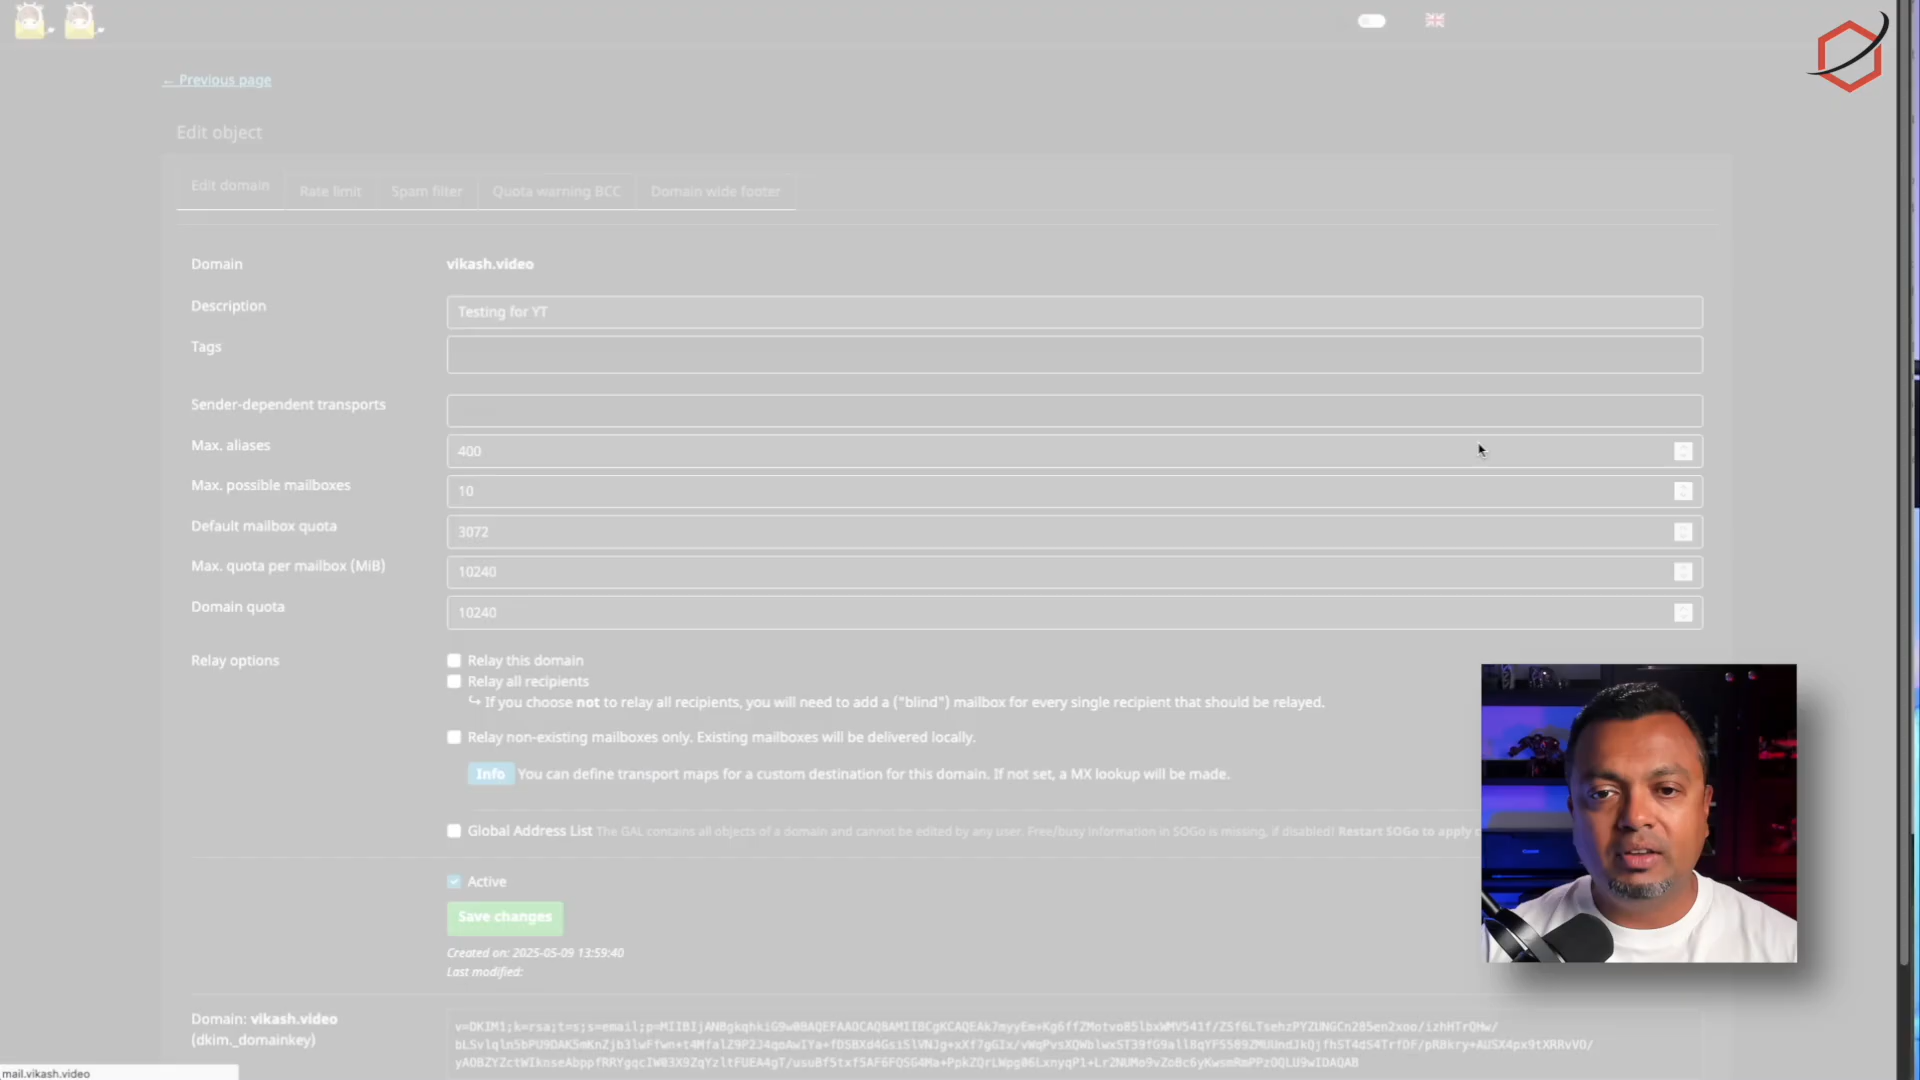 ← Previous page
Edit object
Edit domain
Rate limit
Spam filter
Quota warning BCC
Domain wide footer
Domain
vikash.video
Description
Testing for YT
Tags
Sender-dependent transports
Max. aliases
400
Max. possible mailboxes
10
Default mailbox quota
3072
Max. quota per mailbox (MiB)
10240
Domain quota
10240
Relay options
Relay this domain
Relay all recipients
↪ If you choose not to relay all recipients, you will need to add a ("blind") mailbox for every single recipient that should be relayed.
Relay non-existing mailboxes only. Existing mailboxes will be delivered locally.
Info You can define transport maps for a custom destination for this domain. If not set, a MX lookup will be made.
Global Address List The GAL contains all objects of a domain and cannot be edited by any user. Free/busy information in SOGo is missing, if disabled! Restart SOGo to apply
Active
Save changes
Created on: 2025-05-09 13:59:40
Last modified:
Domain: vikash.video
(dkim._domainkey)
mail.vikash.video